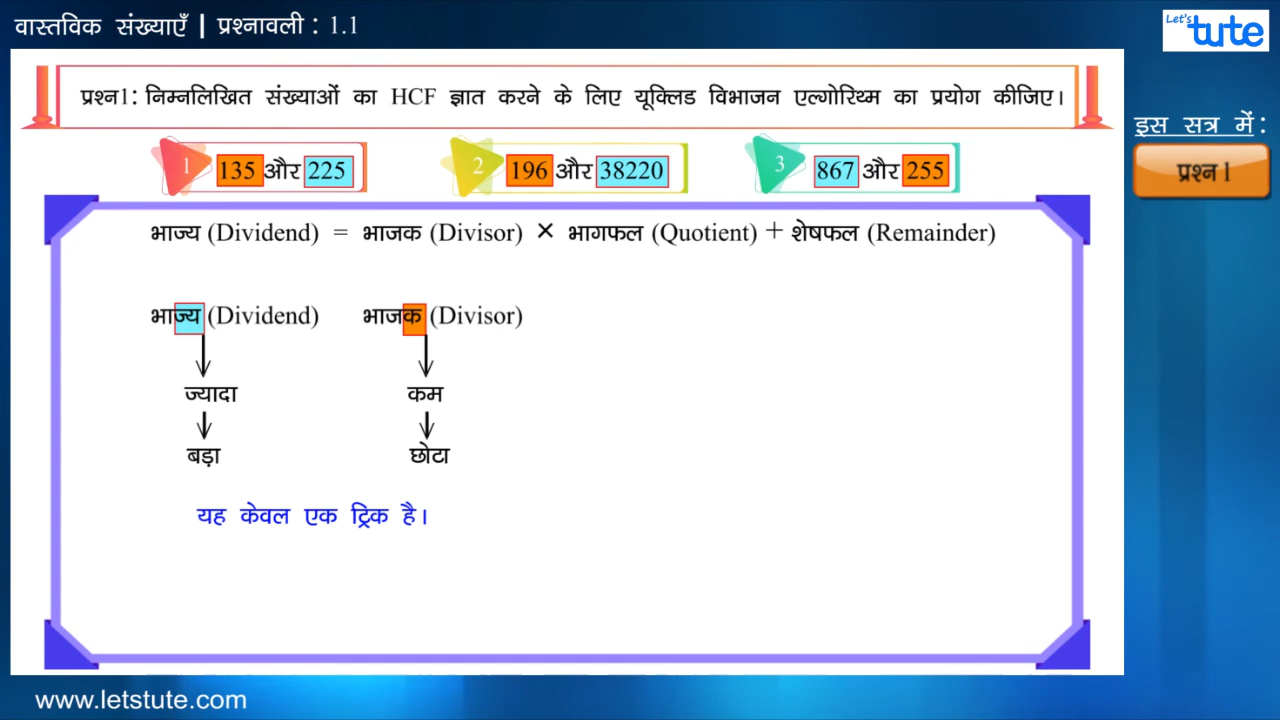 वास्तविक संख्याएँ | प्रश्नावली : 1.1
Let's tute
प्रश्न1: निम्नलिखित संख्याओं का HCF ज्ञात करने के लिए यूक्लिड विभाजन एल्गोरिथ्म का प्रयोग कीजिए।
इस सत्र में :
1 135 और 225 2 196 और 38220 3 867 और 255
प्रश्न 1
भाज्य (Dividend) = भाजक (Divisor) × भागफल (Quotient) + शेषफल (Remainder)
भाज्य (Dividend) भाजक (Divisor)
ज्यादा कम
बड़ा छोटा
यह केवल एक ट्रिक है।
www.letstute.com